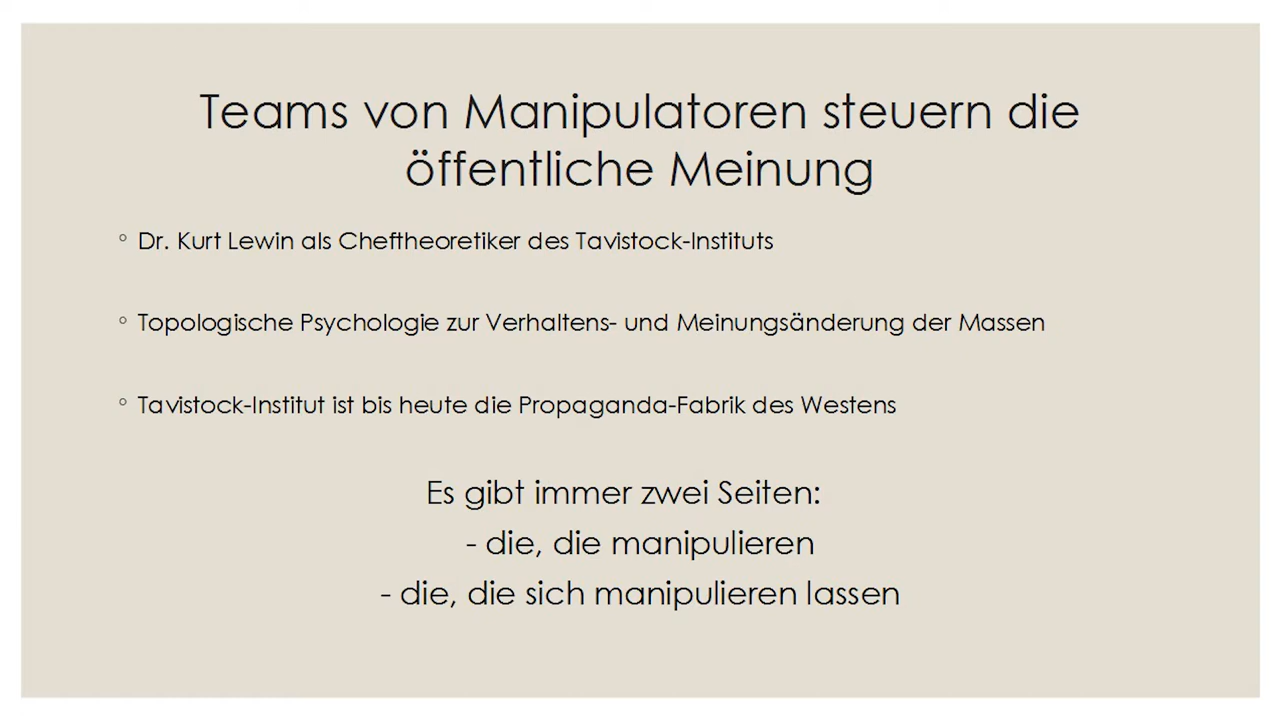 Teams von Manipulatoren steuern die
öffentliche Meinung
◦ Dr. Kurt Lewin als Cheftheoretiker des Tavistock-Instituts
◦ Topologische Psychologie zur Verhaltens- und Meinungsänderung der Massen
◦ Tavistock-Institut ist bis heute die Propaganda-Fabrik des Westens
Es gibt immer zwei Seiten:
- die, die manipulieren
- die, die sich manipulieren lassen